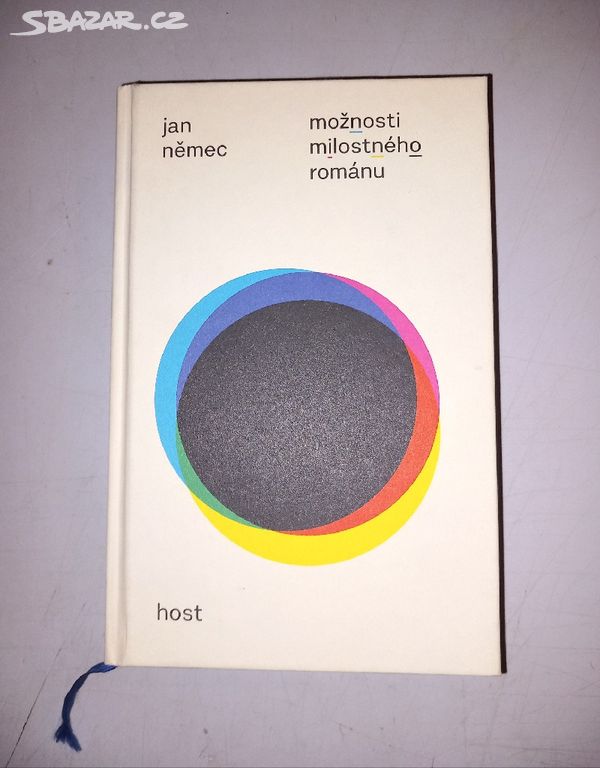 SBAZAR.CZ
jan
němec
možnosti
milostného
románu
host